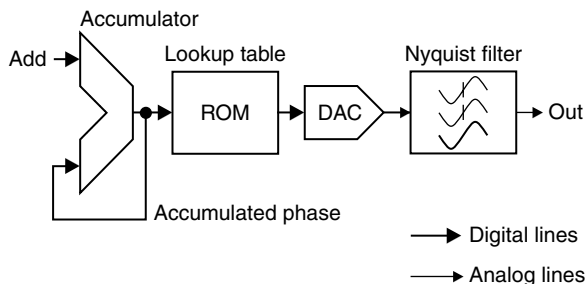 Accumulator
Add
Lookup table
Nyquist filter
ROM
DAC
Out
Accumulated phase
Digital lines
Analog lines